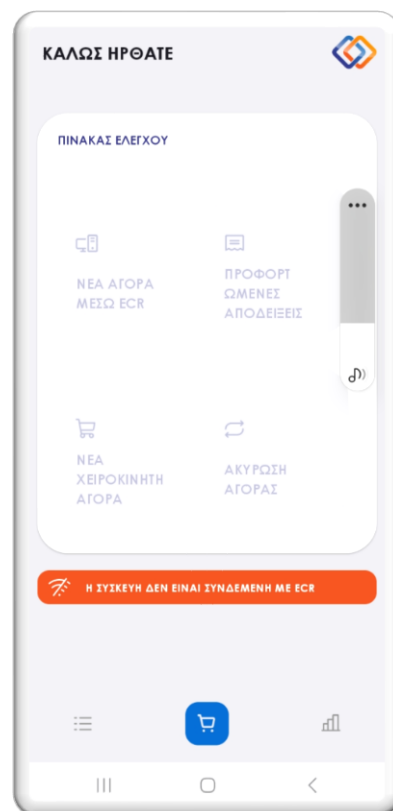 ΚΑΛΩΣ ΗΡΘΑΤΕ
ΠΙΝΑΚΑΣ ΕΛΕΓΧΟΥ
ΝΕΑ ΑΓΟΡΑ
ΜΕΣΩ ECR
ΠΡΟΦΟΡΤ
ΩΜΕΝΕΣ
ΑΠΟΔΕΙΞΕΙΣ
ΝΕΑ
ΧΕΙΡΟΚΙΝΗΤΗ
ΑΓΟΡΑ
ΑΚΥΡΩΣΗ
ΑΓΟΡΑΣ
Η ΣΥΣΚΕΥΗ ΔΕΝ ΕΙΝΑΙ ΣΥΝΔΕΜΕΝΗ ΜΕ ECR